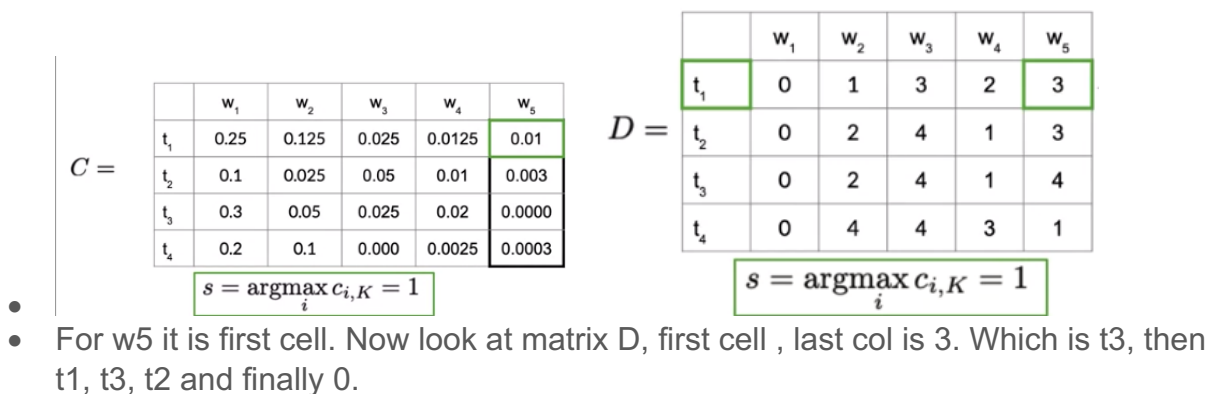 w1 w2 w3 w4 w5
t1 0 1 3 2 3
D = t2 0 2 4 1 3
t3 0 2 4 1 4
t4 0 4 4 3 1
s = argmax c i,K = 1
i
w1 w2 w3 w4 w5
t1 0.25 0.125 0.025 0.0125 0.01
C = t2 0.1 0.025 0.05 0.01 0.003
t3 0.3 0.05 0.025 0.02 0.0000
t4 0.2 0.1 0.000 0.0025 0.0003
s = argmax c i,K = 1
i
• For w5 it is first cell. Now look at matrix D, first cell , last col is 3. Which is t3, then
t1, t3, t2 and finally 0.